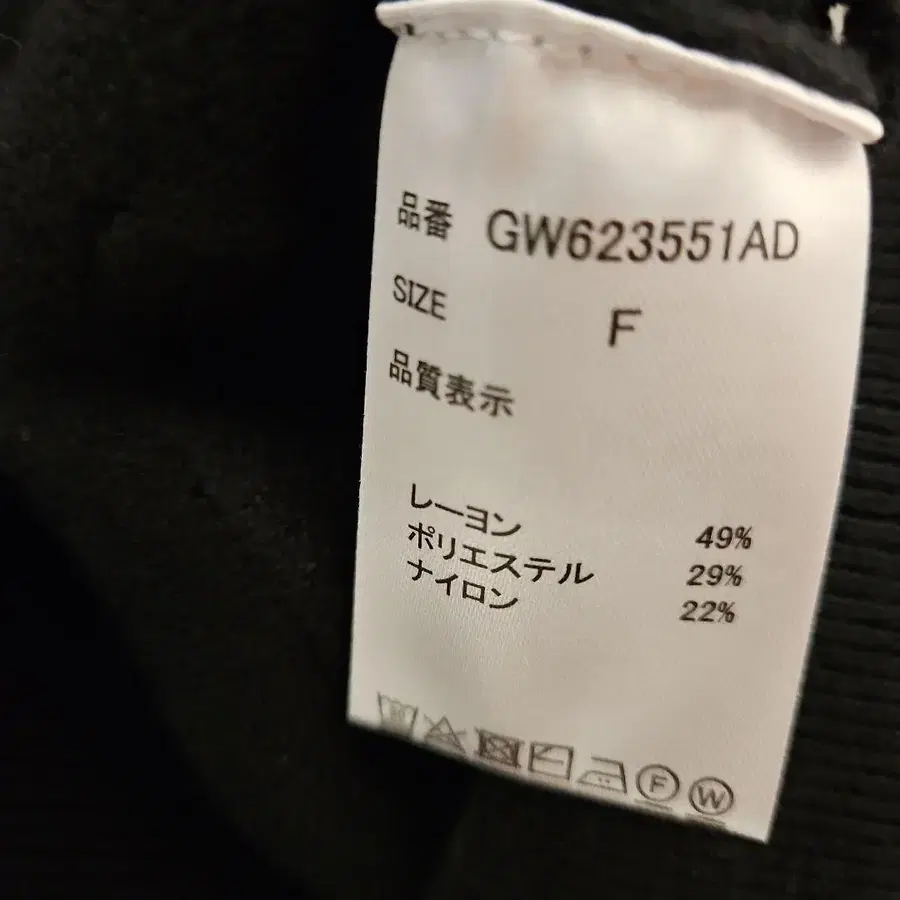 品番 GW623551AD
SIZE F
品質表示
レーヨン 49%
ポリエステル 29%
ナイロン 22%
F W